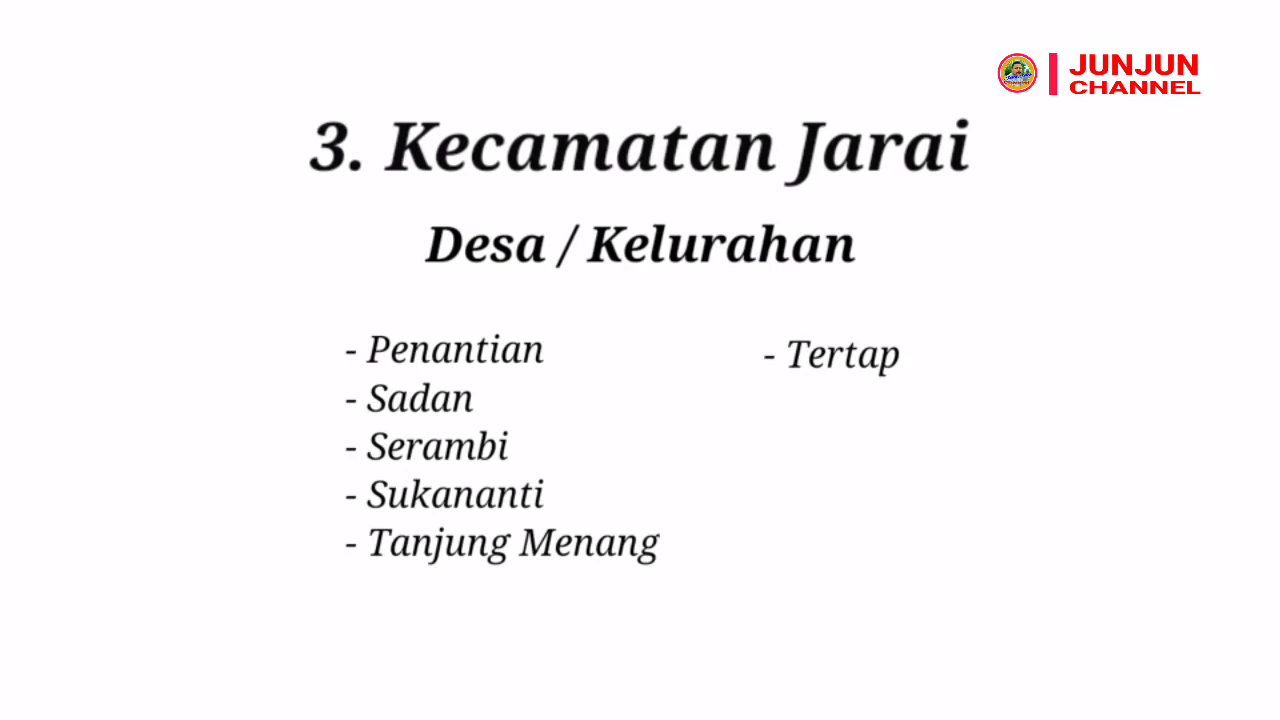 JUNJUN
CHANNEL
3. Kecamatan Jarai
Desa / Kelurahan
- Penantian
- Sadan
- Serambi
- Sukananti
- Tanjung Menang
- Tertap